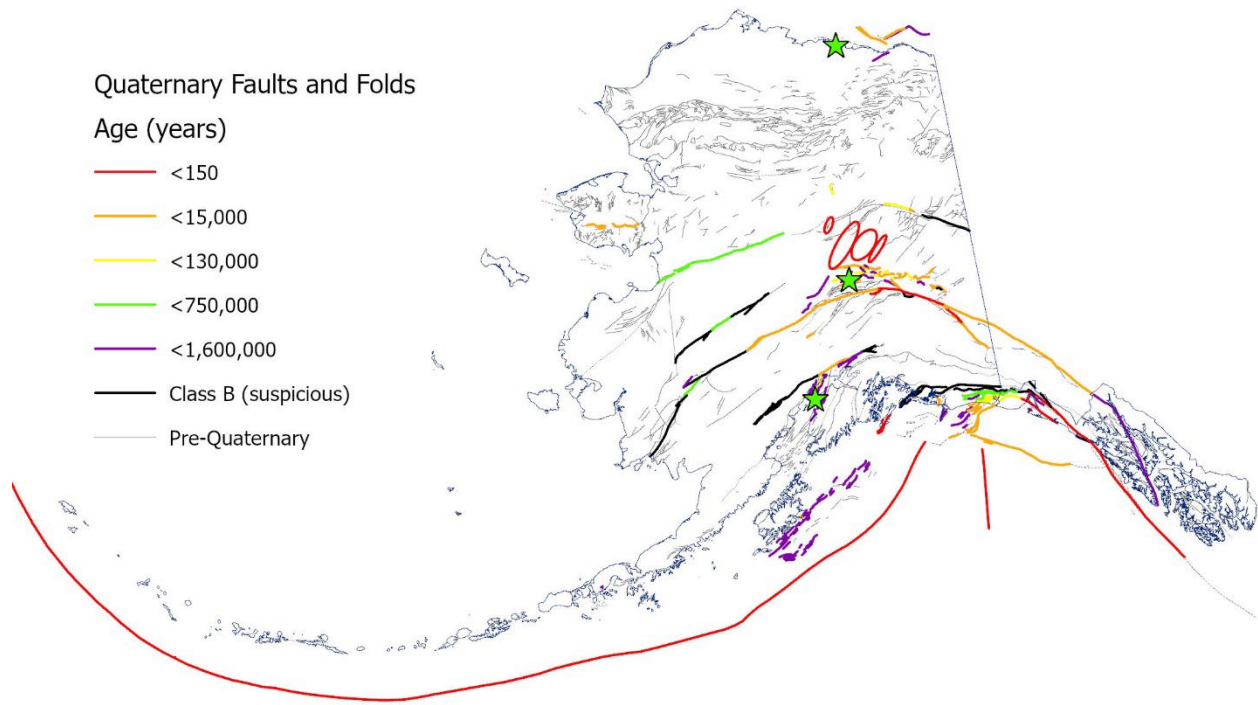 Quaternary Faults and Folds
Age (years)
<150
<15,000
<130,000
<750,000
<1,600,000
Class B (suspicious)
Pre-Quaternary